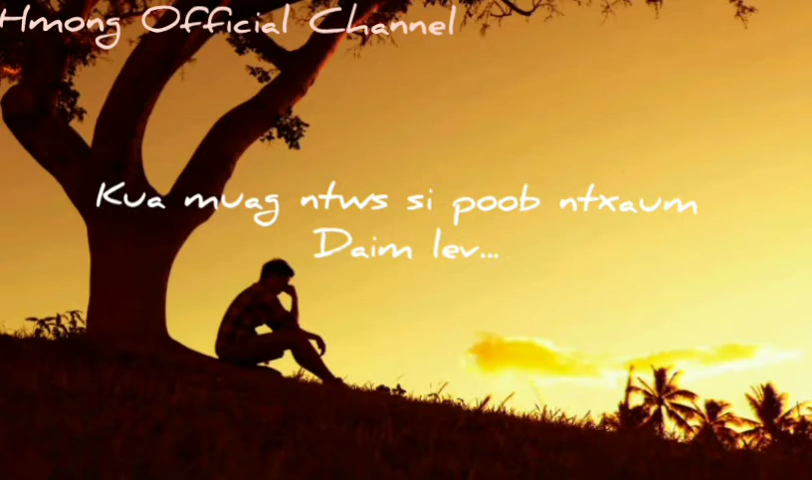 Hmong Official Channel
Kua muag ntws si poob ntxaum
Daim lev...